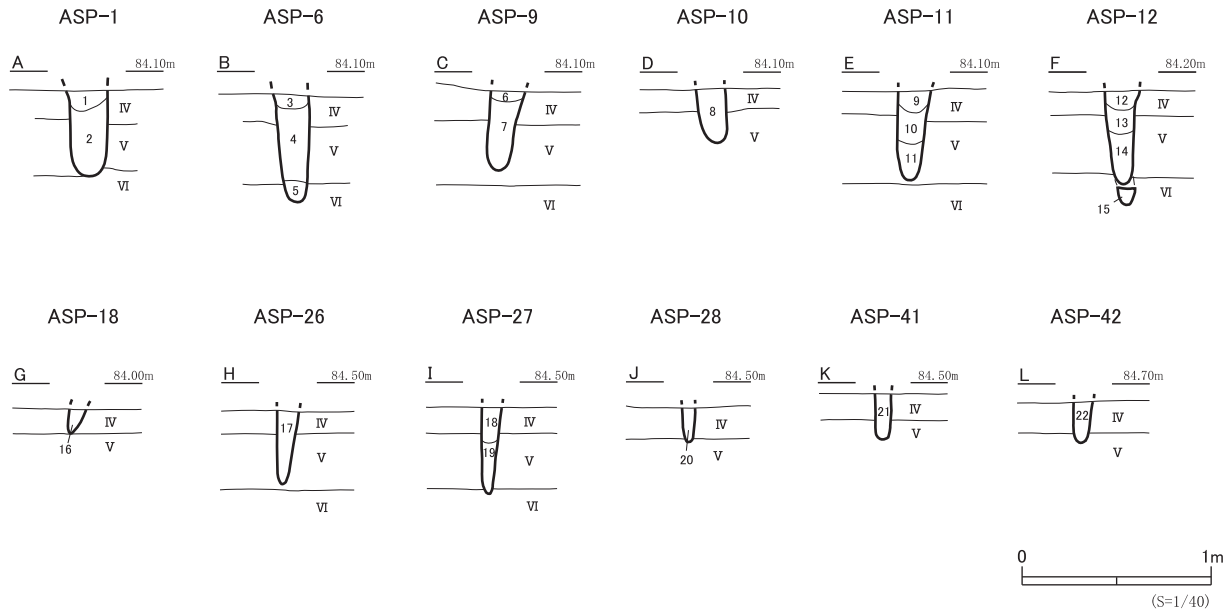 ASP-1 ASP-6 ASP-9 ASP-10 ASP-11 ASP-12
A 84.10m B 84.10m C 84.10m D 84.10m E 84.10m F 84.20m
1 Ⅳ 3 Ⅳ 6 Ⅳ 8 Ⅳ 9 Ⅳ 12 Ⅳ
2 Ⅴ 4 Ⅴ 7 Ⅴ Ⅴ 10 Ⅴ 13 Ⅴ
11 14
Ⅵ 5 Ⅵ Ⅵ Ⅵ 15 Ⅵ
ASP-18 ASP-26 ASP-27 ASP-28 ASP-41 ASP-42
G 84.00m H 84.50m I 84.50m J 84.50m K 84.50m L 84.70m
Ⅳ 17 Ⅳ 18 Ⅳ Ⅳ 21 Ⅳ 22 Ⅳ
16 Ⅴ Ⅴ 19 Ⅴ 20 Ⅴ Ⅴ Ⅴ
Ⅵ Ⅵ
0 1m
(S=1/40)